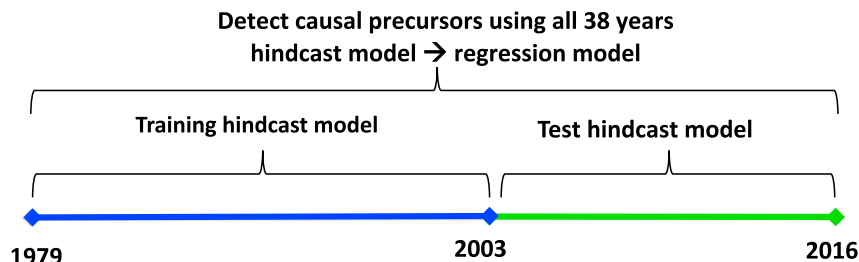 Detect causal precursors using all 38 years
hindcast model → regression model
Training hindcast model
Test hindcast model
1979
2003
2016